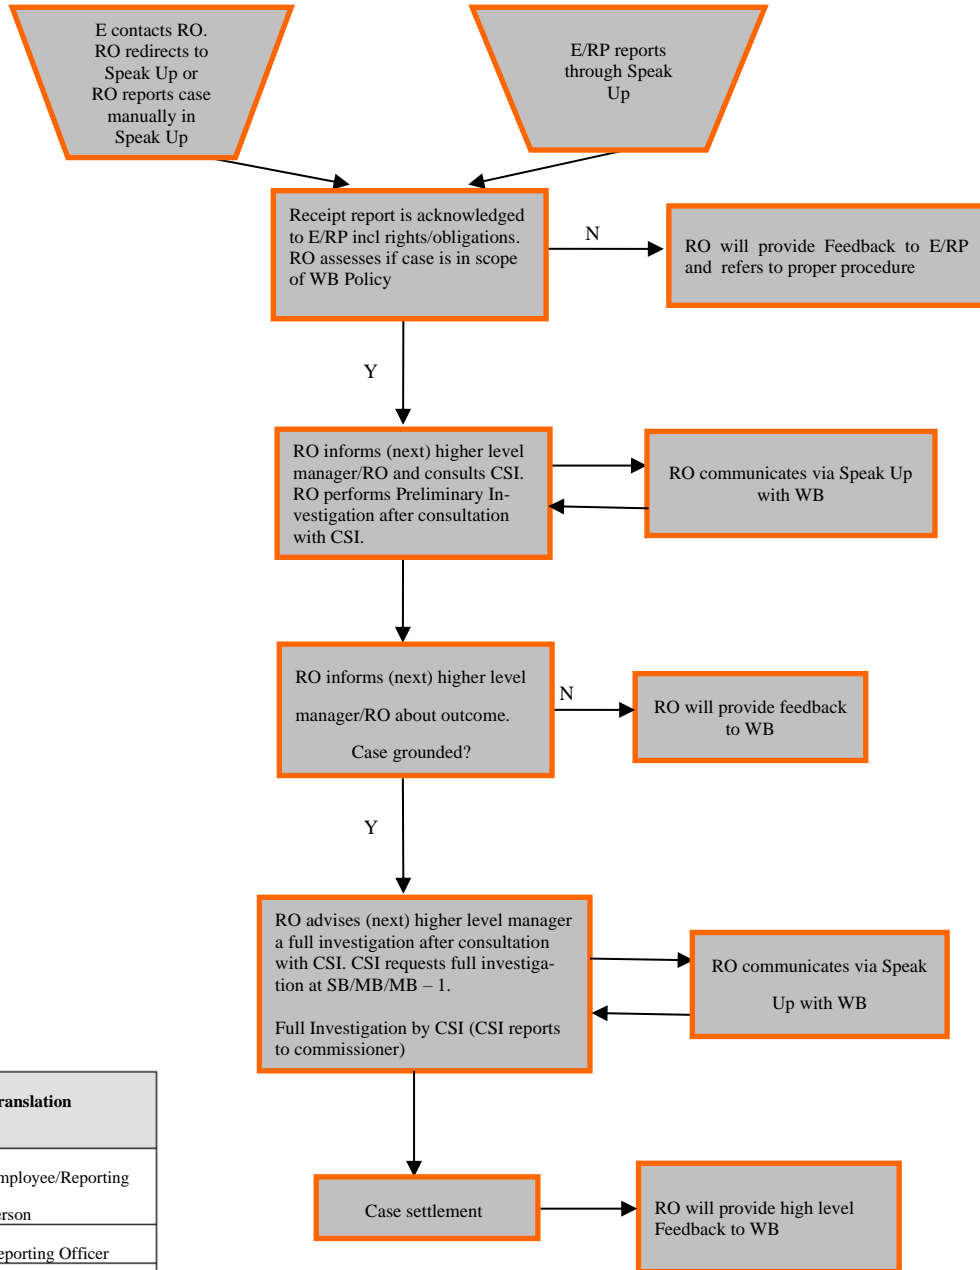 E contacts RO.
RO redirects to
Speak Up or
RO reports case
manually in
Speak Up
E/RP reports
through Speak
Up
Receipt report is acknowledged
to E/RP incl rights/obligations.
RO assesses if case is in scope
of WB Policy
N
RO will provide Feedback to E/RP
and refers to proper procedure
Y
RO informs (next) higher level
manager/RO and consults CSI.
RO performs Preliminary In-
vestigation after consultation
with CSI.
RO communicates via Speak Up
with WB
RO informs (next) higher level
manager/RO about outcome.
Case grounded?
N
RO will provide feedback
to WB
Y
RO advises (next) higher level manager
a full investigation after consultation
with CSI. CSI requests full investiga-
tion at SB/MB/MB – 1.
Full Investigation by CSI (CSI reports
to commissioner)
RO communicates via Speak
Up with WB
Case settlement
RO will provide high level
Feedback to WB
ranslation
mployee/Reporting
erson
eporting Officer